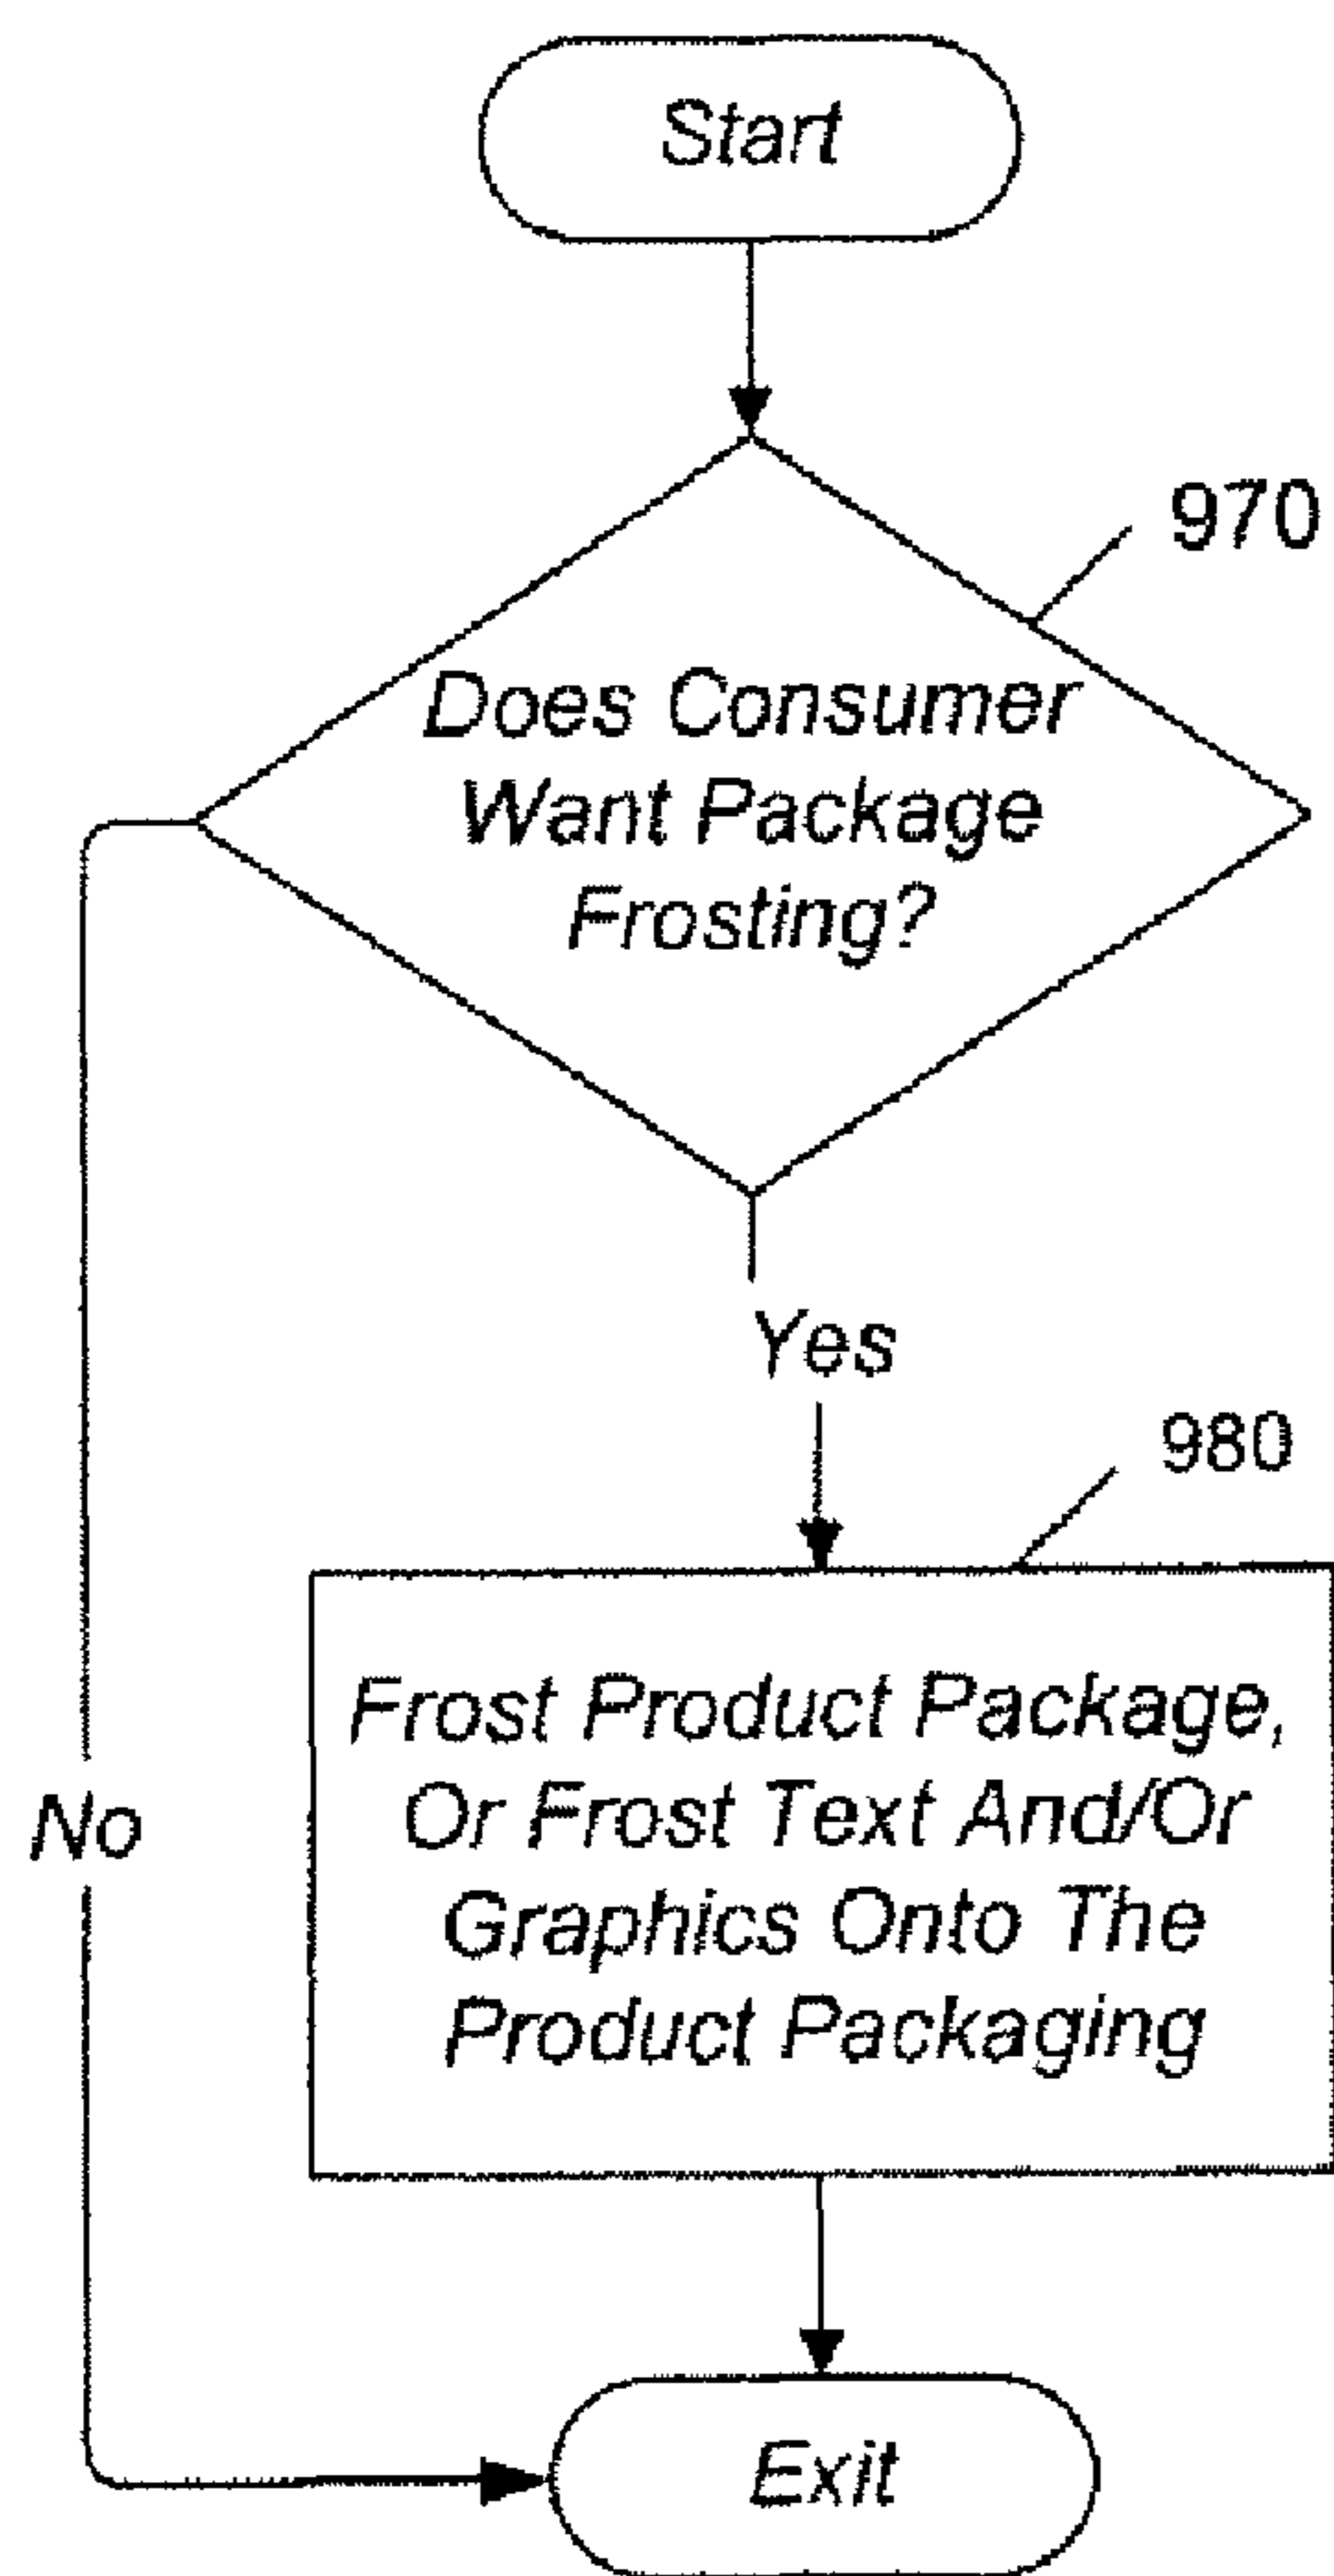 Start
970
Does Consumer
Want Package
Frosting?
Yes
980
Frost Product Package,
Or Frost Text And/Or
Graphics Onto The
Product Packaging
No
Exit